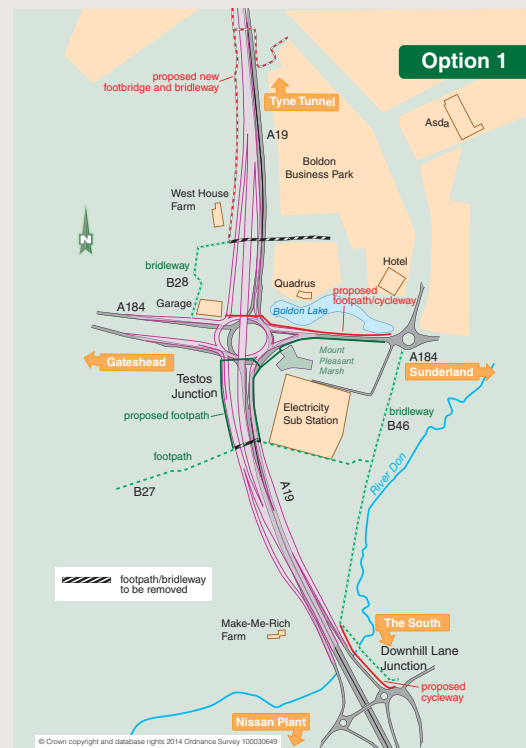 Option 1
proposed new
footbridge and bridleway
Tyne Tunnel
Asda
A19
Boldon
Business Park
West House
Farm
N
bridleway
B28
Hotel
Quadrus
proposed
footpath/cycleway
A184
Garage
Boldon Lake
Gateshead
Mount
Pleasant
Marsh
A184
Sunderland
Testos
Junction
proposed footpath
Electricity
Sub Station
bridleway
B46
footpath
River Don
B27
A19
footpath/bridleway
to be removed
Make-Me-Rich
Farm
The South
Downhill Lane
Junction
proposed
cycleway
Nissan Plant
© Crown copyright and database rights 2014 Ordnance Survey 100030649